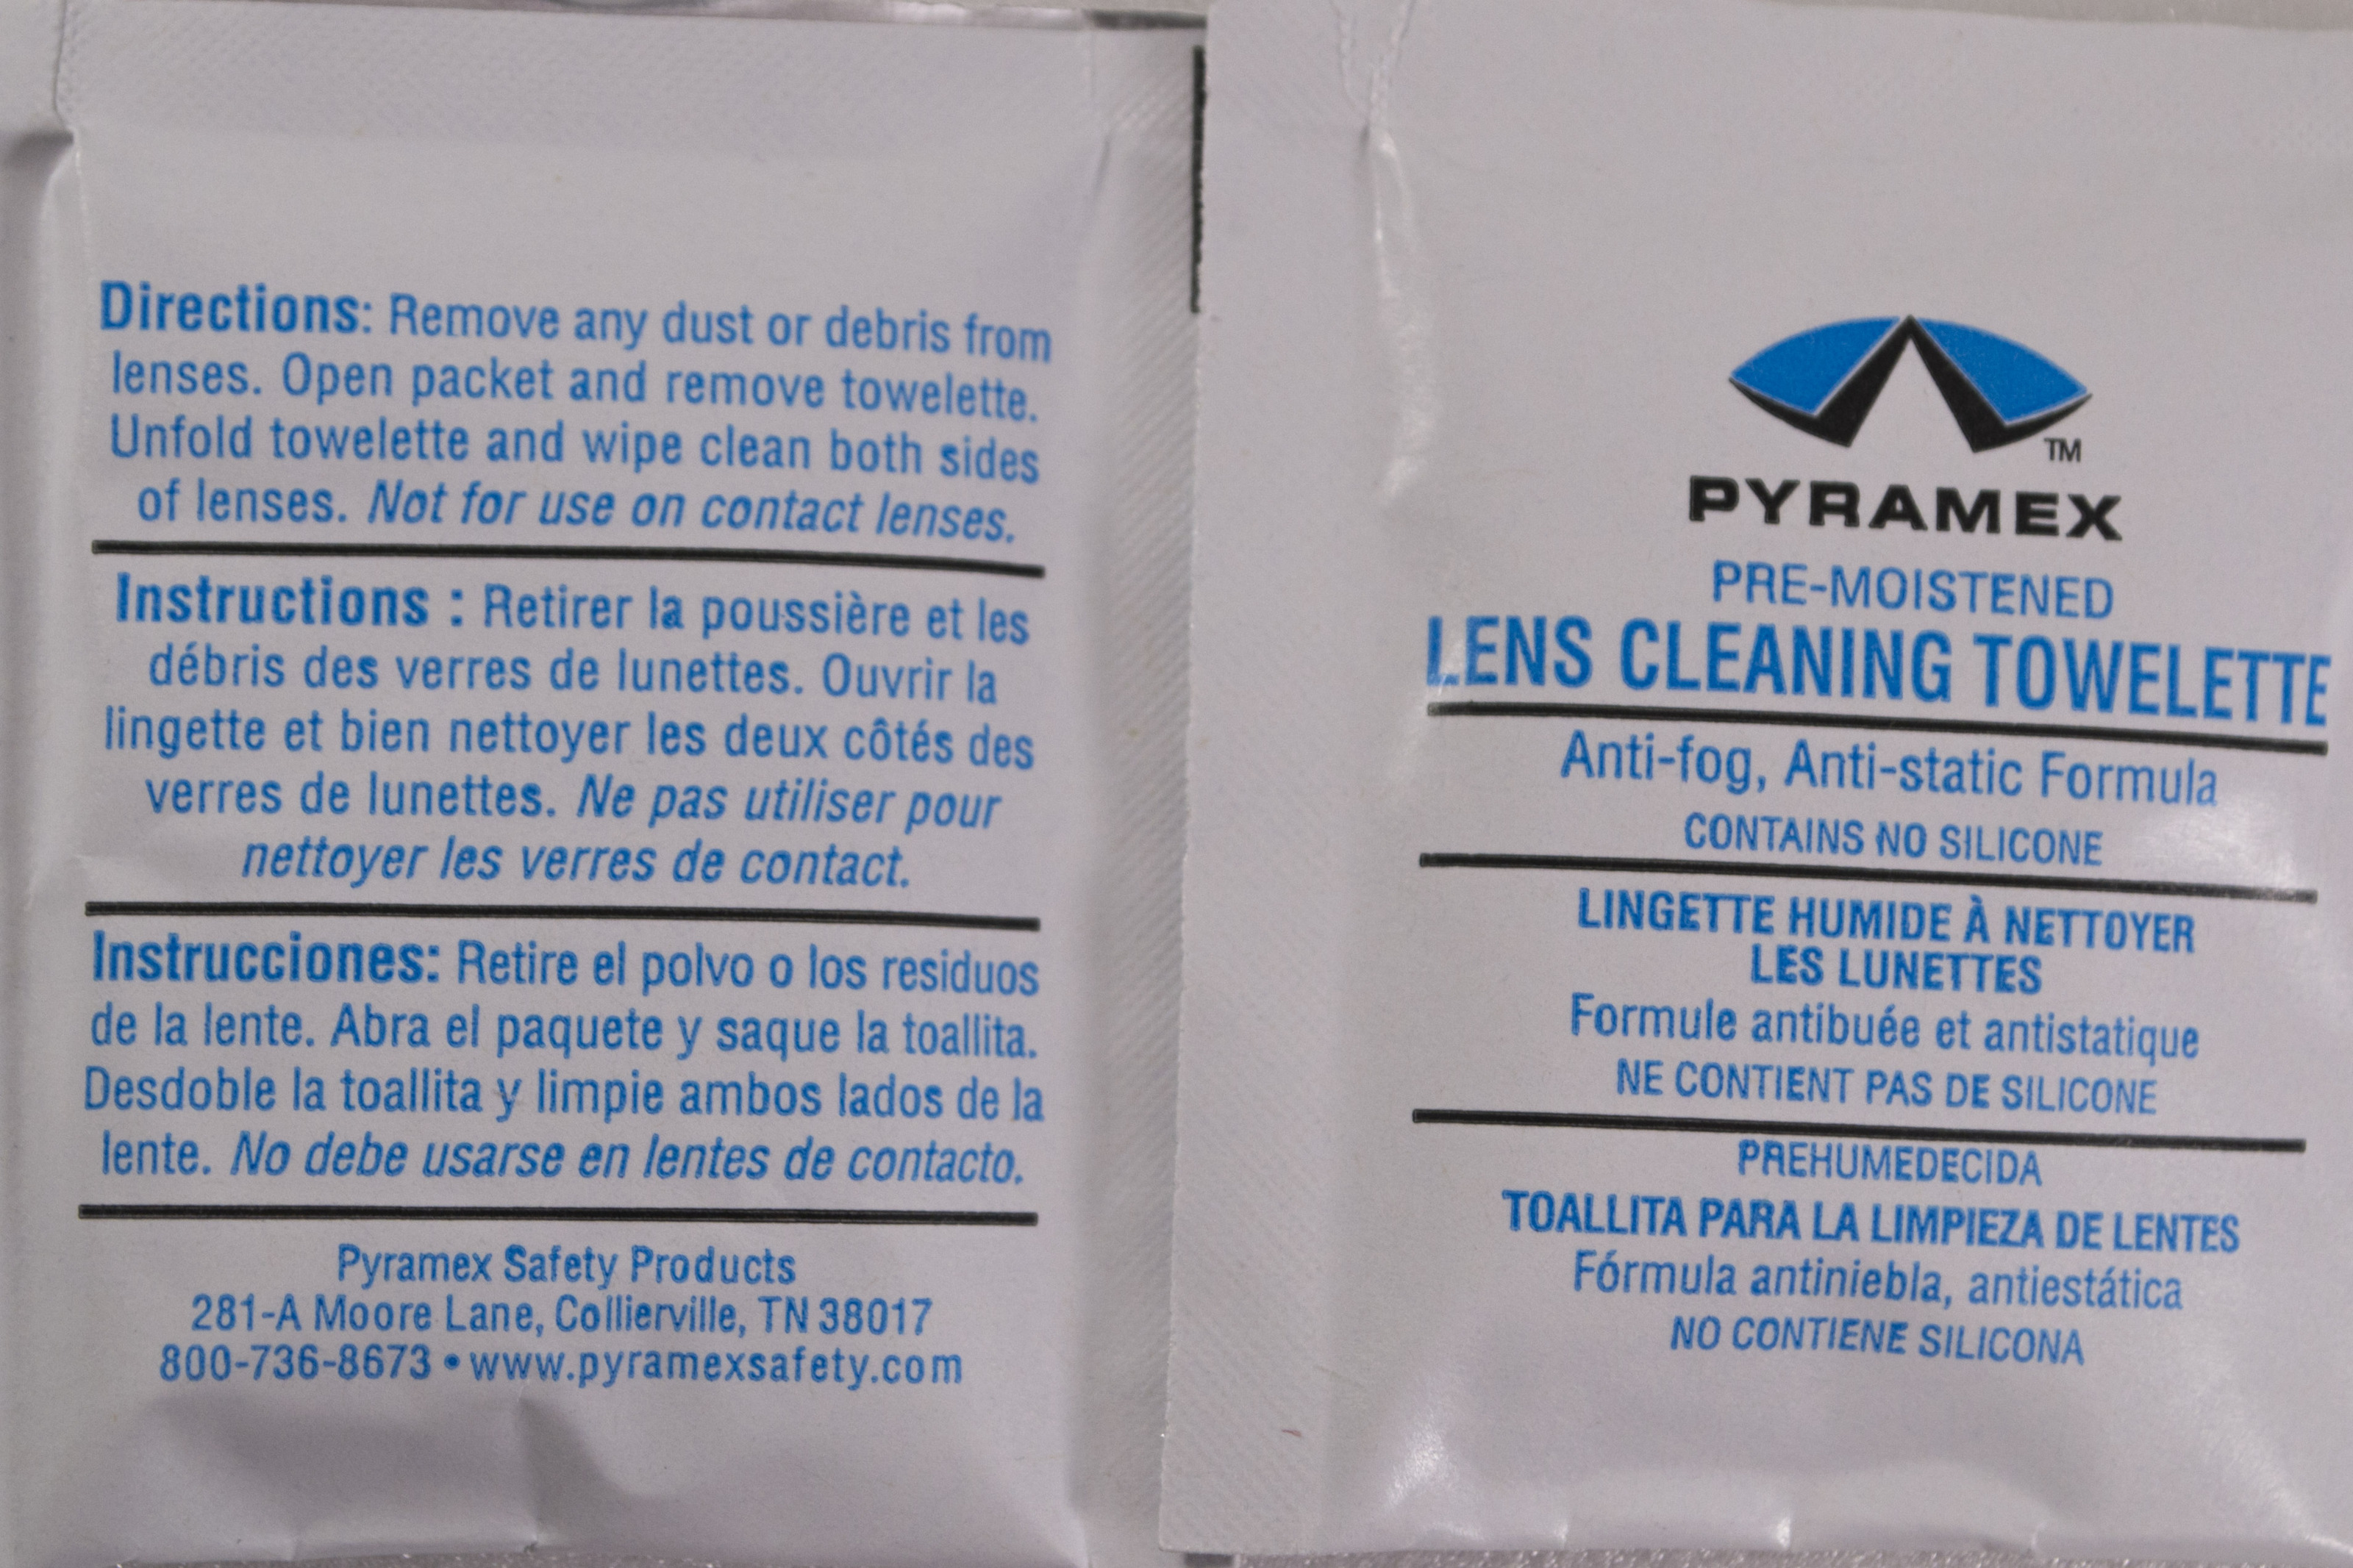 Directions: Remove any dust or debris from
lenses. Open packet and remove towelette.
Unfold towelette and wipe clean both sides
of lenses. Not for use on contact lenses.
Instructions : Retirer la poussière et les
débris des verres de lunettes. Ouvrir la
lingette et bien nettoyer les deux côtés des
verres de lunettes. Ne pas utiliser pour
nettoyer les verres de contact.
Instrucciones: Retire el polvo o los residuos
de la lente. Abra el paquete y saque la toallita.
Desdoble la toallita y limpie ambos lados de la
lente. No debe usarse en lentes de contacto.
Pyramex Safety Products
281-A Moore Lane, Collierville, TN 38017
800-736-8673 • www.pyramexsafety.com
TM
PYRAMEX
PRE-MOISTENED
LENS CLEANING TOWELETTE
Anti-fog, Anti-static Formula
CONTAINS NO SILICONE
LINGETTE HUMIDE À NETTOYER
LES LUNETTES
Formule antibuée et antistatique
NE CONTIENT PAS DE SILICONE
PREHUMEDECIDA
TOALLITA PARA LA LIMPIEZA DE LENTES
Fórmula antiniebla, antiestática
NO CONTIENE SILICONA